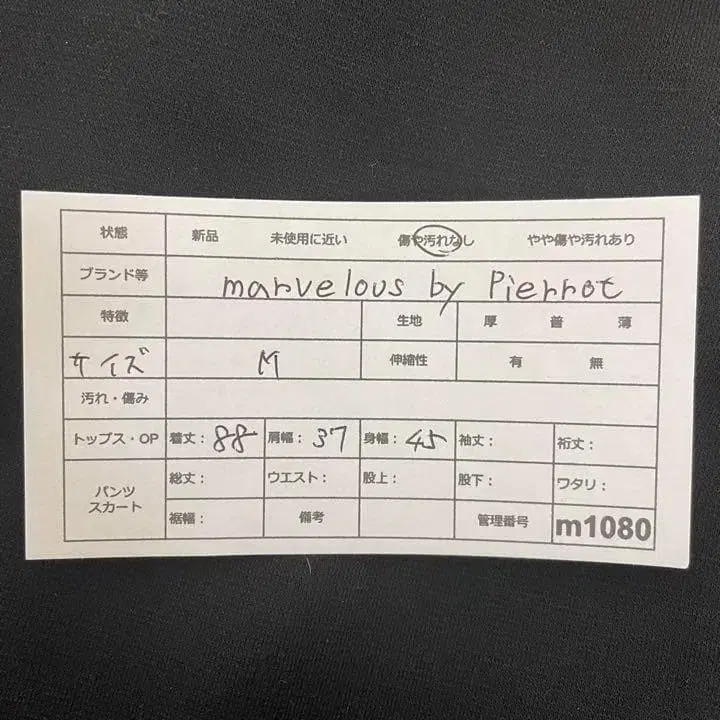 状態 新品 未使用に近い 傷や汚れなし やや傷や汚れあり
ブランド等 marvelous by Pierrot
特徴 生地 厚 普 薄
サイズ M 伸縮性 有 無
汚れ・傷み
トップス・OP 着丈: 88 肩幅: 37 身幅: 45 袖丈: 裄丈:
パンツ スカート 総丈: ウエスト: 股上: 股下: ワタリ:
裾幅: 備考 管理番号 m1080